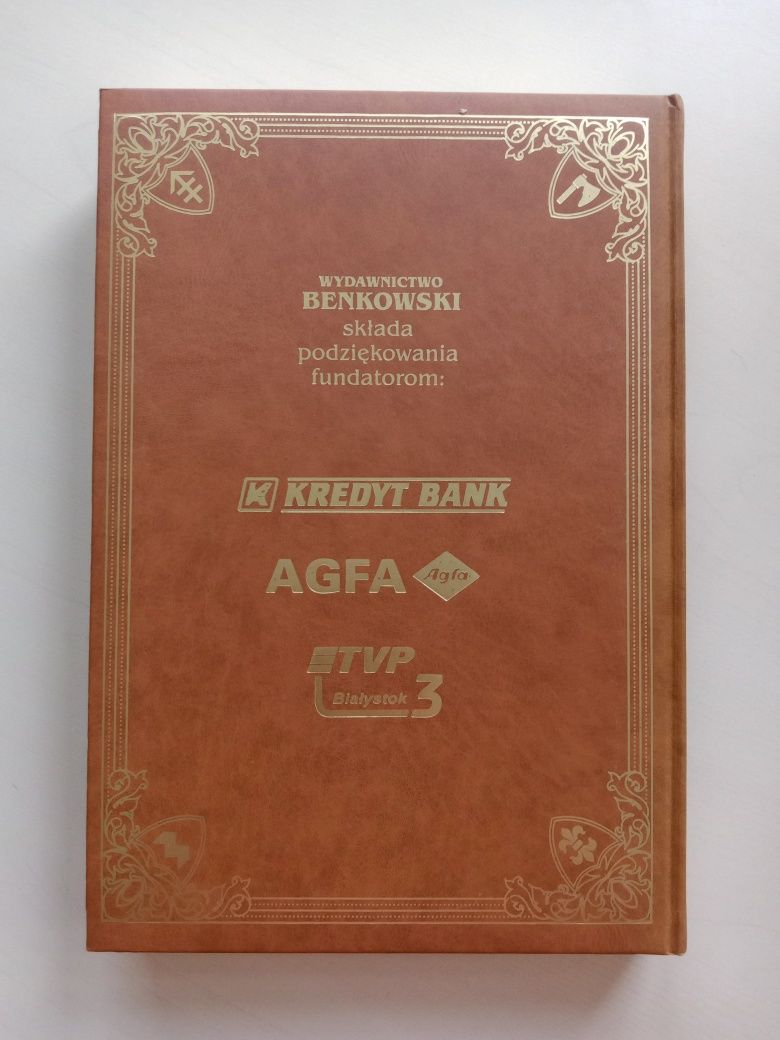 WYDAWNICTWO
BENKOWSKI
składa
podziękowania
fundatorom:
KREDYT BANK
AGFA Agfa
TVP
Białystok 3